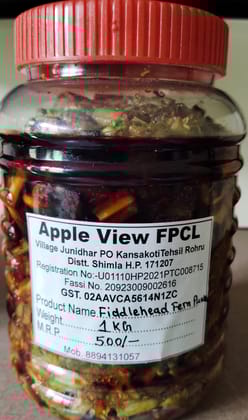 Apple View FPCL
Village Junidhar PO KansakotiTehsil Rohru
Distt. Shimla H.P. 171207
Registration No:-U01110HP2021PTC008715
Fassi No. 20923009002616
GST. 02AAVCA5614N1ZC
Product Name. Fiddlehead Fern
Weight. 1 KG
M.R.P 500/-
Mob. 8894131057